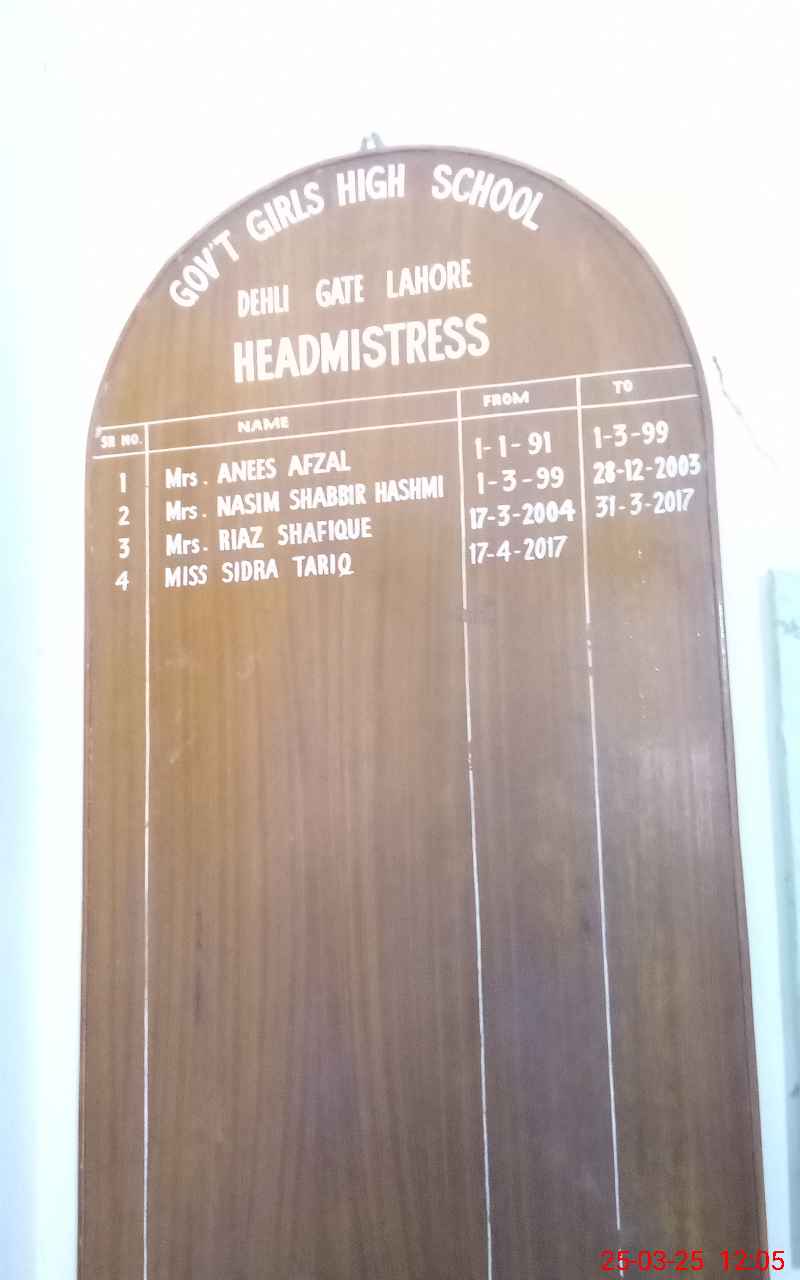 GOV'T GIRLS HIGH SCHOOL
DEHLI GATE LAHORE
HEADMISTRESS
SR NO. NAME FROM TO
1 Mrs. ANEES AFZAL 1-1-91 1-3-99
2 Mrs. NASIM SHABBIR HASHMI 1-3-99 28-12-2003
3 Mrs. RIAZ SHAFIQUE 17-3-2004 31-3-2017
4 MISS SIDRA TARIQ 17-4-2017
25-03-25 12:05